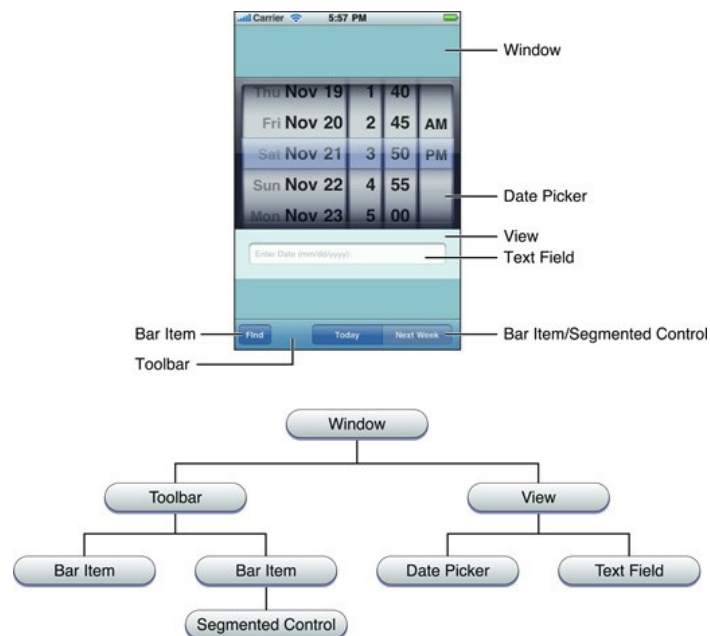 Carrier 5:57 PM
Window
Thu Nov 19 1 40
Fri Nov 20 2 45 AM
Sat Nov 21 3 50 PM
Sun Nov 22 4 55
Mon Nov 23 5 00
Date Picker
View
Enter Date (mm/dd/yyyy):
Text Field
Bar Item
Find
Today
Next Week
Bar Item/Segmented Control
Toolbar
Window
Toolbar
View
Bar Item
Bar Item
Date Picker
Text Field
Segmented Control